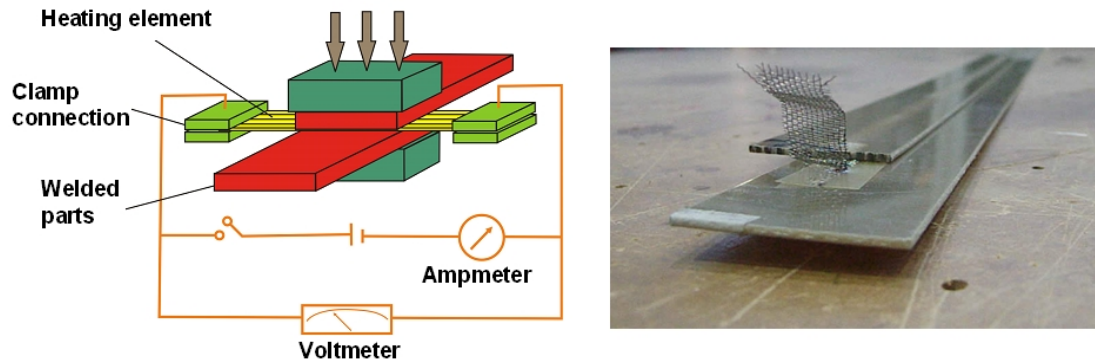 Heating element
Clamp
connection
Welded
parts
Ampmeter
Voltmeter